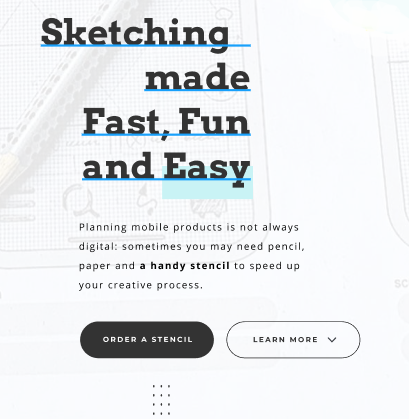 Sketching
made
Fast, Fun
and Easy
Planning mobile products is not always
digital: sometimes you may need pencil,
paper and a handy stencil to speed up
your creative process.
ORDER A STENCIL
LEARN MORE